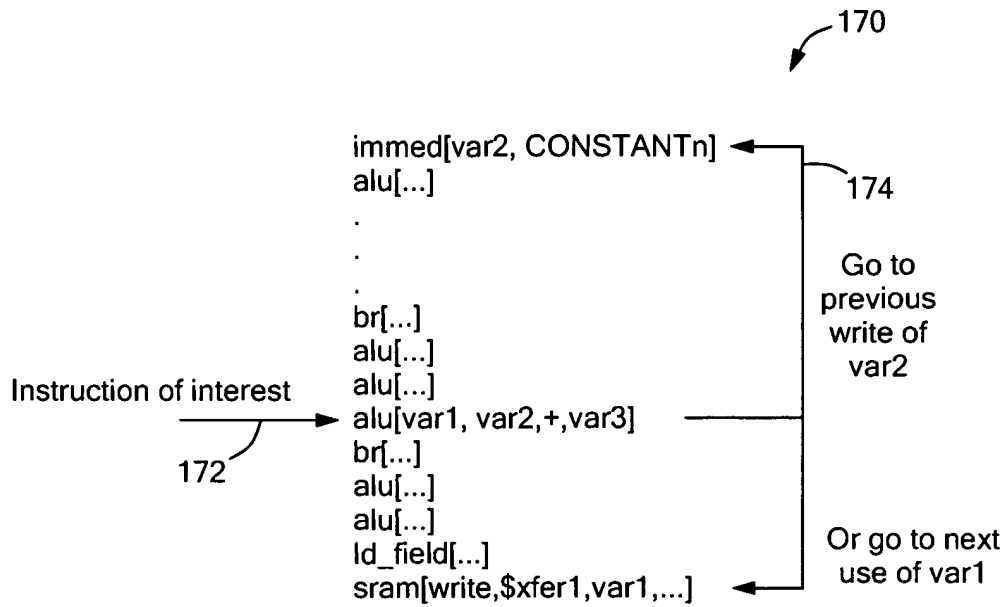 170
immed[var2, CONSTANTn]
alu[...]
174
.
.
.
Go to
previous
write of
var2
br[...]
alu[...]
alu[...]
Instruction of interest
alu[var1, var2,+,var3]
172
br[...]
alu[...]
alu[...]
ld_field[...]
sram[write,$xfer1,var1,...]
Or go to next
use of var1